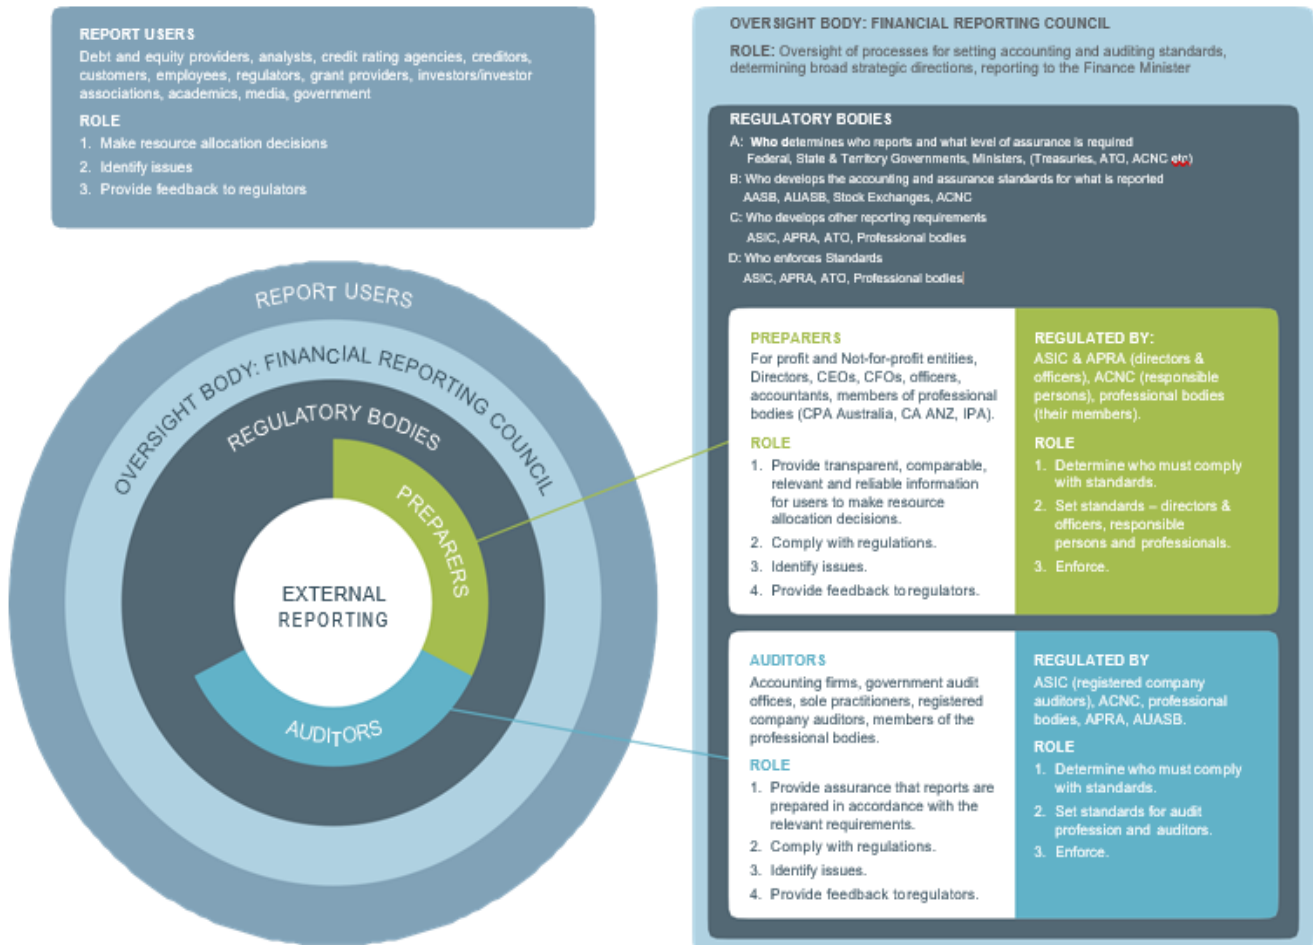 REPORT USERS
Debt and equity providers, analysts, credit rating agencies, creditors,
customers, employees, regulators, grant providers, investors/investor
associations, academics, media, government
ROLE
1. Make resource allocation decisions
2. Identify issues
3. Provide feedback to regulators
REPORT USERS
OVERSIGHT BODY: FINANCIAL REPORTING COUNCIL
REGULATORY BODIES
PREPARERS
EXTERNAL
REPORTING
AUDITORS
OVERSIGHT BODY: FINANCIAL REPORTING COUNCIL
ROLE: Oversight of processes for setting accounting and auditing standards,
determining broad strategic directions, reporting to the Finance Minister
REGULATORY BODIES
A: Who determines who reports and what level of assurance is required
Federal, State & Territory Governments, Ministers, (Treasuries, ATO, ACNC etc)
B: Who develops the accounting and assurance standards for what is reported
AASB, AUASB, Stock Exchanges, ACNC
C: Who develops other reporting requirements
ASIC, APRA, ATO, Professional bodies
D: Who enforces Standards
ASIC, APRA, ATO, Professional bodies
PREPARERS
For profit and Not-for-profit entities,
Directors, CEOs, CFOs, officers,
accountants, members of professional
bodies (CPA Australia, CA ANZ, IPA).
ROLE
1. Provide transparent, comparable,
relevant and reliable information
for users to make resource
allocation decisions.
2. Comply with regulations.
3. Identify issues.
4. Provide feedback to regulators.
REGULATED BY:
ASIC & APRA (directors &
officers), ACNC (responsible
persons), professional bodies
(their members).
ROLE
1. Determine who must comply
with standards.
2. Set standards – directors &
officers, responsible
persons and professionals.
3. Enforce.
AUDITORS
Accounting firms, government audit
offices, sole practitioners, registered
company auditors, members of the
professional bodies.
ROLE
1. Provide assurance that reports are
prepared in accordance with the
relevant requirements.
2. Comply with regulations.
3. Identify issues.
4. Provide feedback to regulators.
REGULATED BY
ASIC (registered company
auditors), ACNC, professional
bodies, APRA, AUASB.
ROLE
1. Determine who must comply
with standards.
2. Set standards for audit
profession and auditors.
3. Enforce.